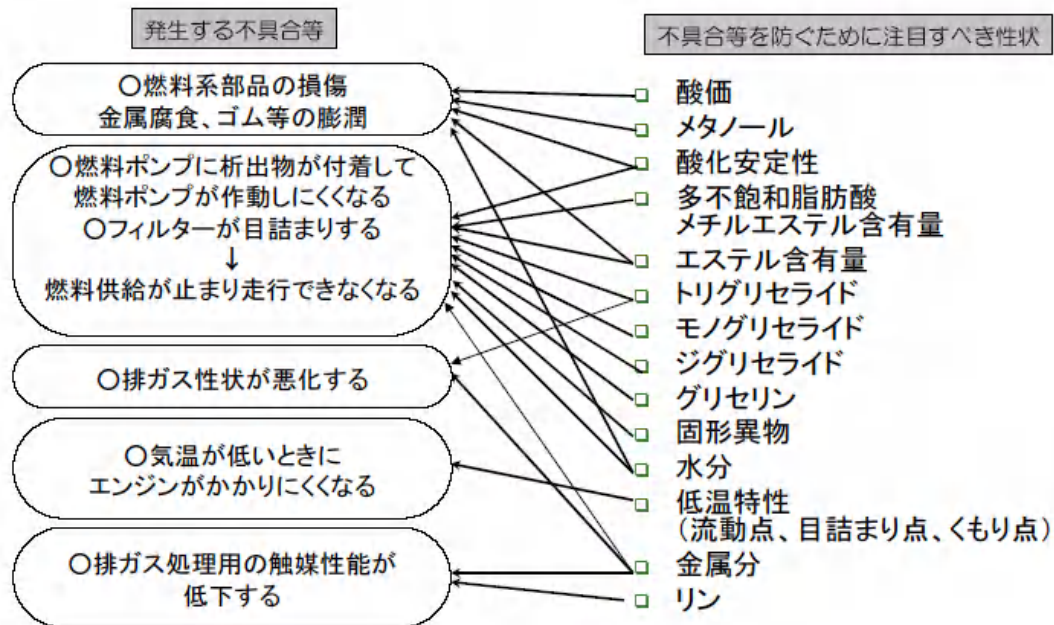 発生する不具合等
〇燃料系部品の損傷
金属腐食、ゴム等の膨潤
〇燃料ポンプに析出物が付着して
燃料ポンプが作動しにくくなる
〇フィルターが目詰まりする
↓
燃料供給が止まり走行できなくなる
〇排ガス性状が悪化する
〇気温が低いときに
エンジンがかかりにくくなる
〇排ガス処理用の触媒性能が
低下する
不具合等を防ぐために注目すべき性状
酸価
メタノール
酸化安定性
多不飽和脂肪酸
メチルエステル含有量
エステル含有量
トリグリセライド
モノグリセライド
ジグリセライド
グリセリン
固形異物
水分
低温特性
(流動点、目詰まり点、くもり点)
金属分
リン